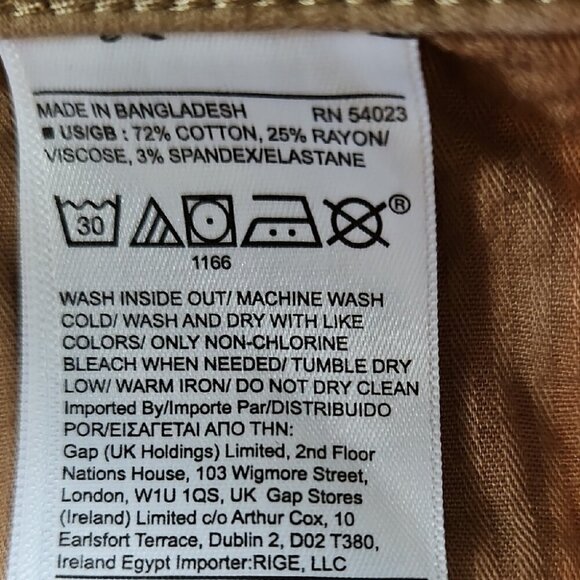 MADE IN BANGLADESH RN 54023
■ US/GB : 72% COTTON, 25% RAYON/
VISCOSE, 3% SPANDEX/ELASTANE
30 ®
1166
WASH INSIDE OUT/ MACHINE WASH
COLD/ WASH AND DRY WITH LIKE
COLORS/ ONLY NON-CHLORINE
BLEACH WHEN NEEDED/ TUMBLE DRY
LOW/ WARM IRON/ DO NOT DRY CLEAN
Imported By/Importe Par/DISTRIBUIDO
POR/ΕΙΣΑΓΕΤΑΙ ΑΠΟ ΤΗΝ:
Gap (UK Holdings) Limited, 2nd Floor
Nations House, 103 Wigmore Street,
London, W1U 1QS, UK Gap Stores
(Ireland) Limited c/o Arthur Cox, 10
Earlsfort Terrace, Dublin 2, D02 T380,
Ireland Egypt Importer:RIGE, LLC